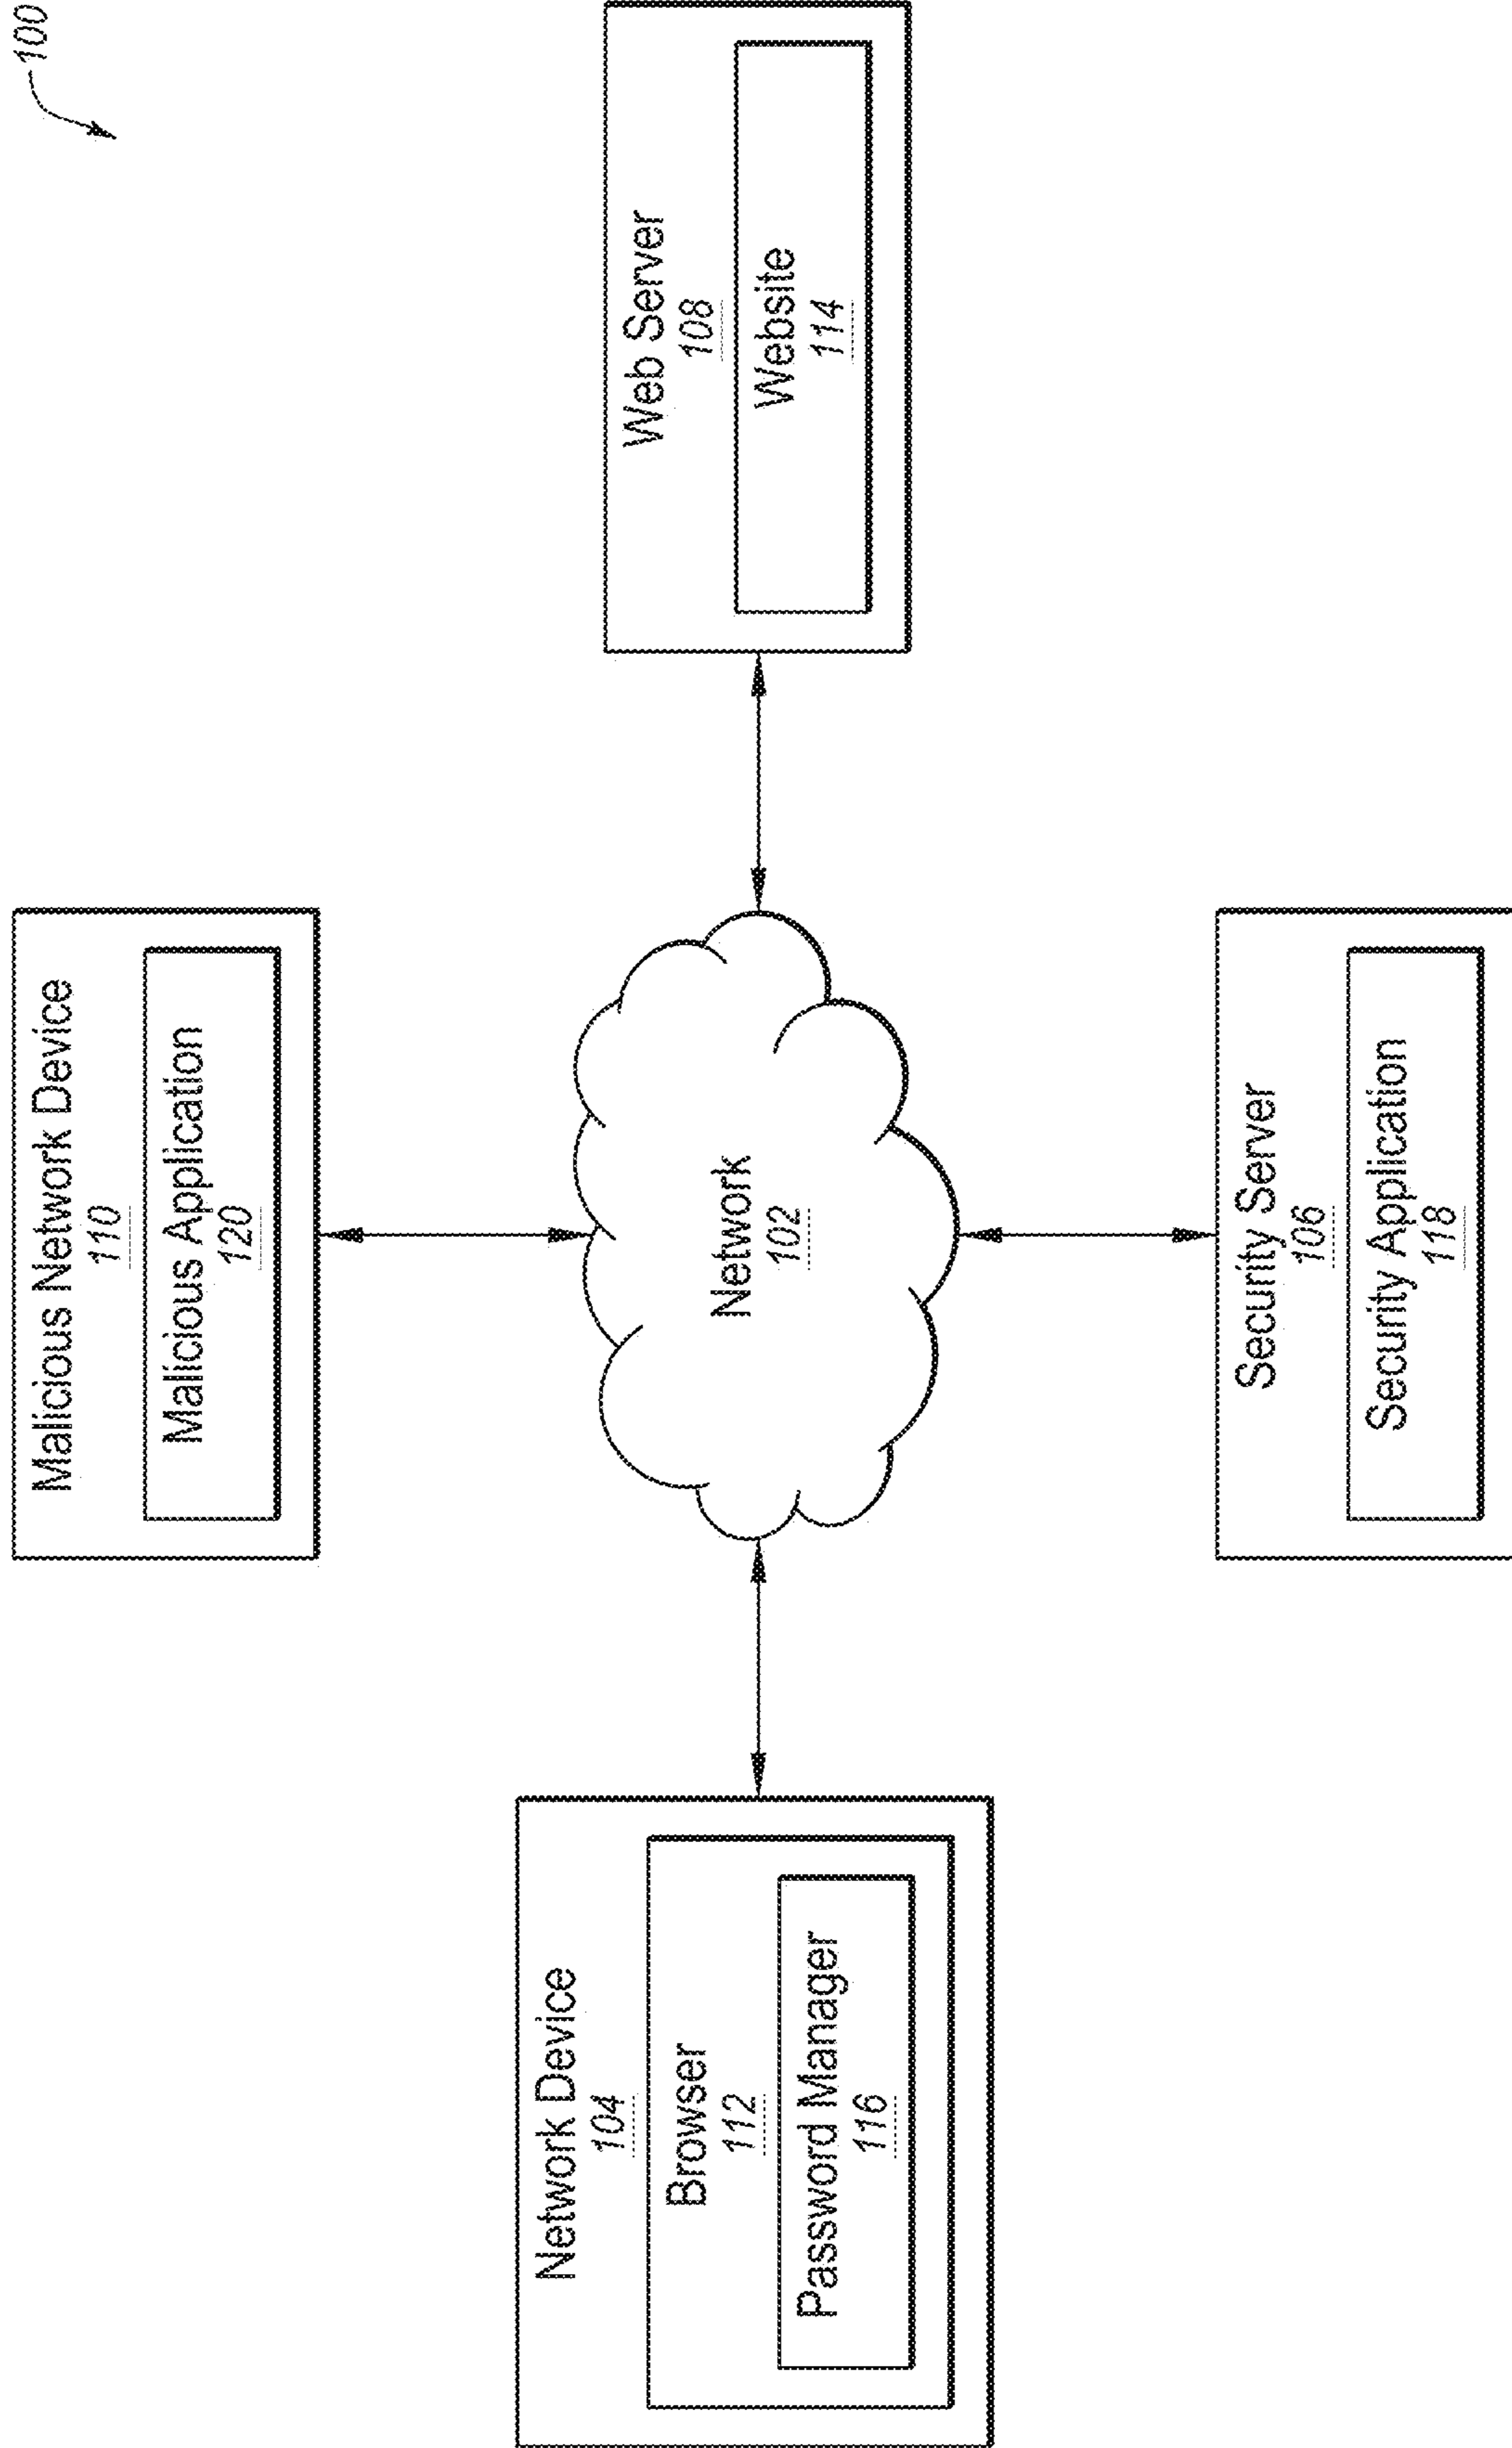 100
Malicious Network Device
110
Malicious Application
120
Network Device
104
Browser
112
Password Manager
116
Network
102
Web Server
108
Website
114
Security Server
106
Security Application
118